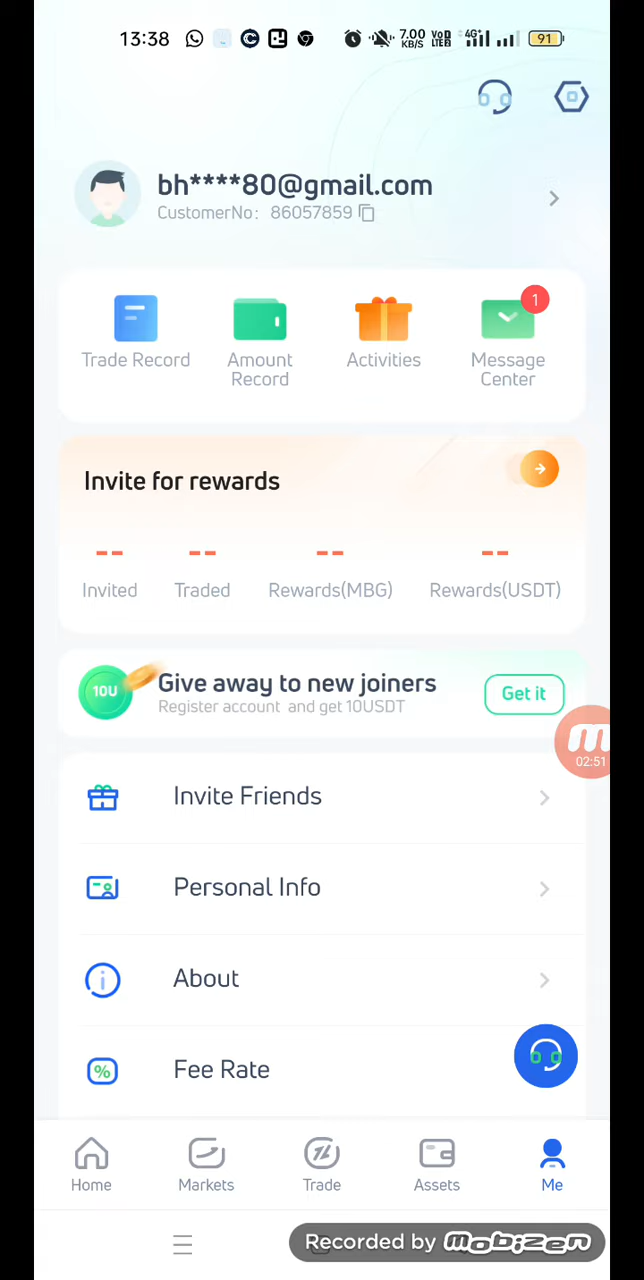 13:38 7.00 KB/S VoD LTE 4G+ 91
bh****80@gmail.com
CustomerNo: 86057859
1
Trade Record
Amount Record
Activities
Message Center
Invite for rewards
-- -- -- --
Invited Traded Rewards(MBG) Rewards(USDT)
10U
Give away to new joiners
Register account and get 10USDT
Get it
02:51
Invite Friends
Personal Info
About
% Fee Rate
Home Markets Trade Assets Me
Recorded by mobizen